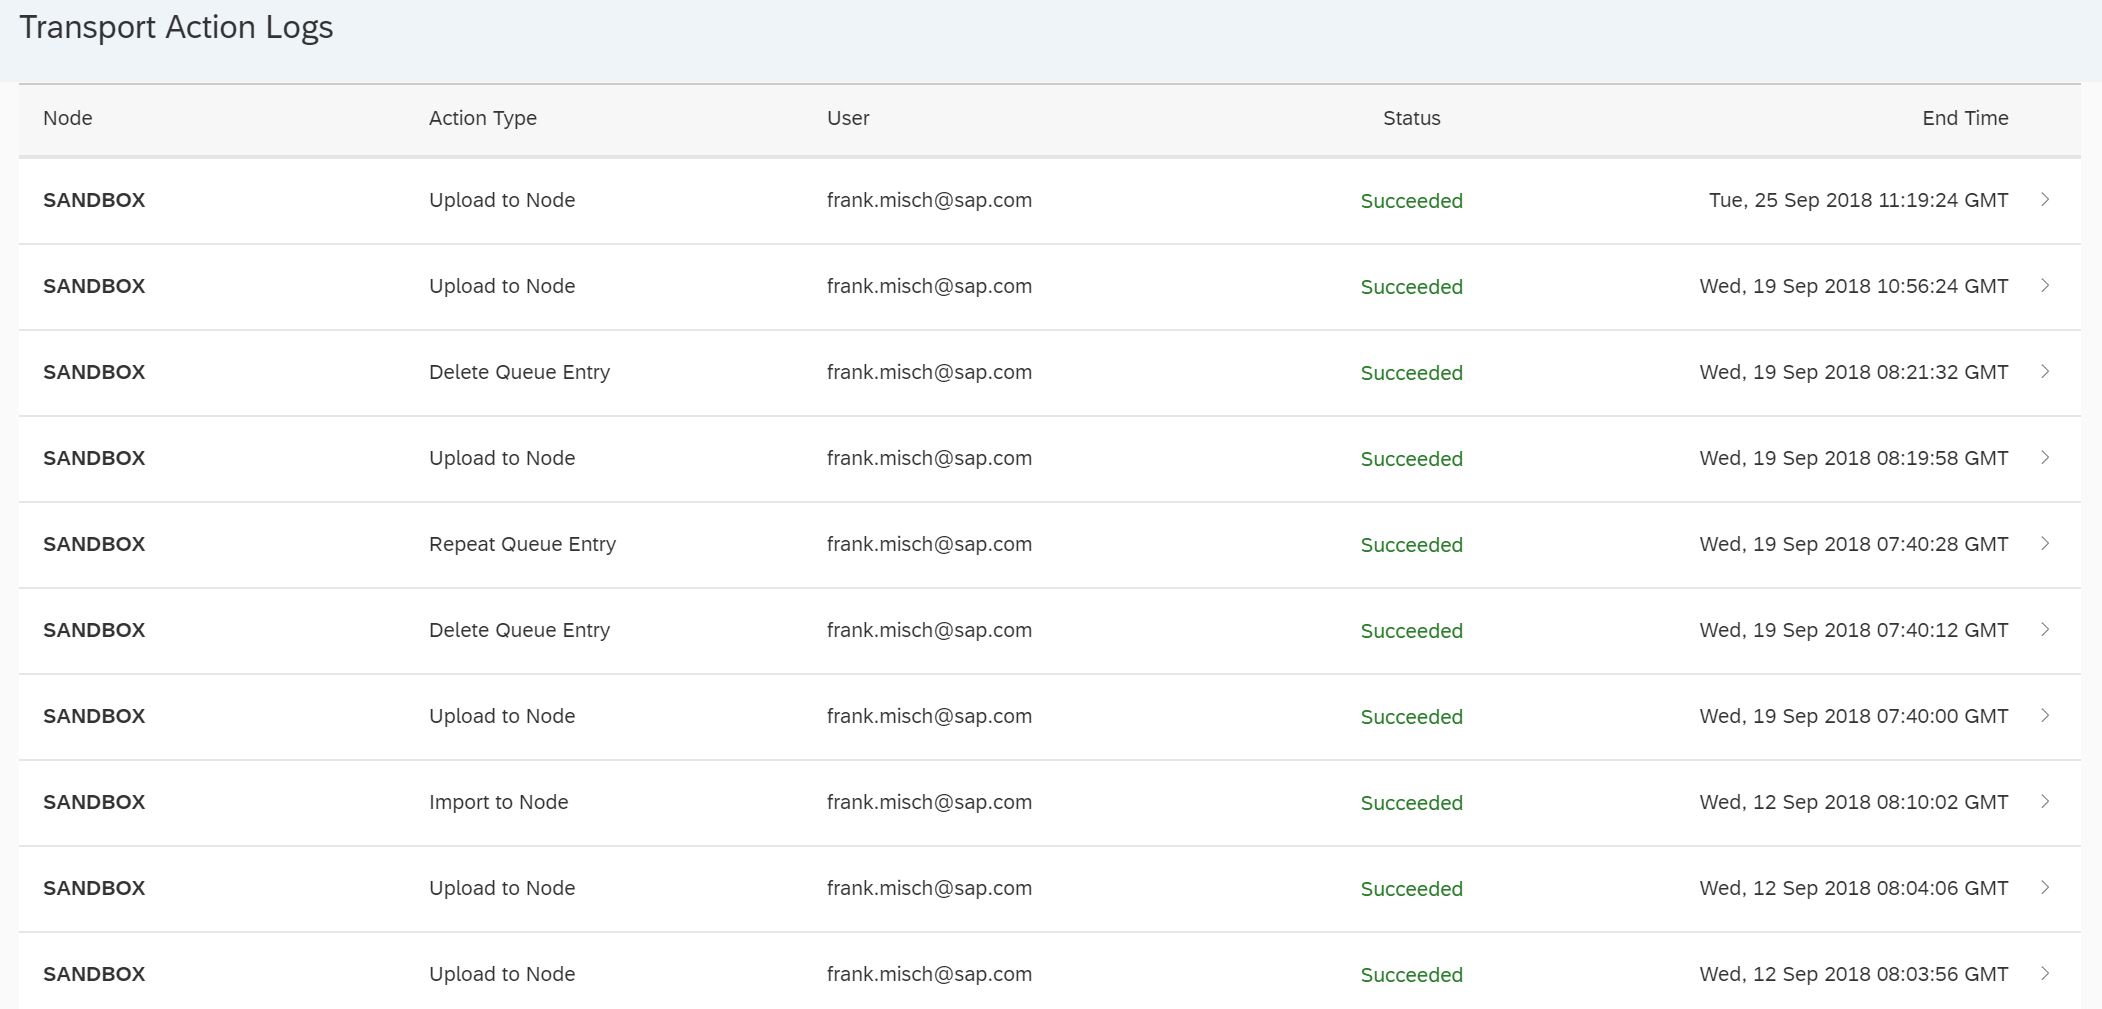 Transport Action Logs
Node Action Type User Status End Time
SANDBOX Upload to Node frank.misch@sap.com Succeeded Tue, 25 Sep 2018 11:19:24 GMT
SANDBOX Upload to Node frank.misch@sap.com Succeeded Wed, 19 Sep 2018 10:56:24 GMT
SANDBOX Delete Queue Entry frank.misch@sap.com Succeeded Wed, 19 Sep 2018 08:21:32 GMT
SANDBOX Upload to Node frank.misch@sap.com Succeeded Wed, 19 Sep 2018 08:19:58 GMT
SANDBOX Repeat Queue Entry frank.misch@sap.com Succeeded Wed, 19 Sep 2018 07:40:28 GMT
SANDBOX Delete Queue Entry frank.misch@sap.com Succeeded Wed, 19 Sep 2018 07:40:12 GMT
SANDBOX Upload to Node frank.misch@sap.com Succeeded Wed, 19 Sep 2018 07:40:00 GMT
SANDBOX Import to Node frank.misch@sap.com Succeeded Wed, 12 Sep 2018 08:10:02 GMT
SANDBOX Upload to Node frank.misch@sap.com Succeeded Wed, 12 Sep 2018 08:04:06 GMT
SANDBOX Upload to Node frank.misch@sap.com Succeeded Wed, 12 Sep 2018 08:03:56 GMT